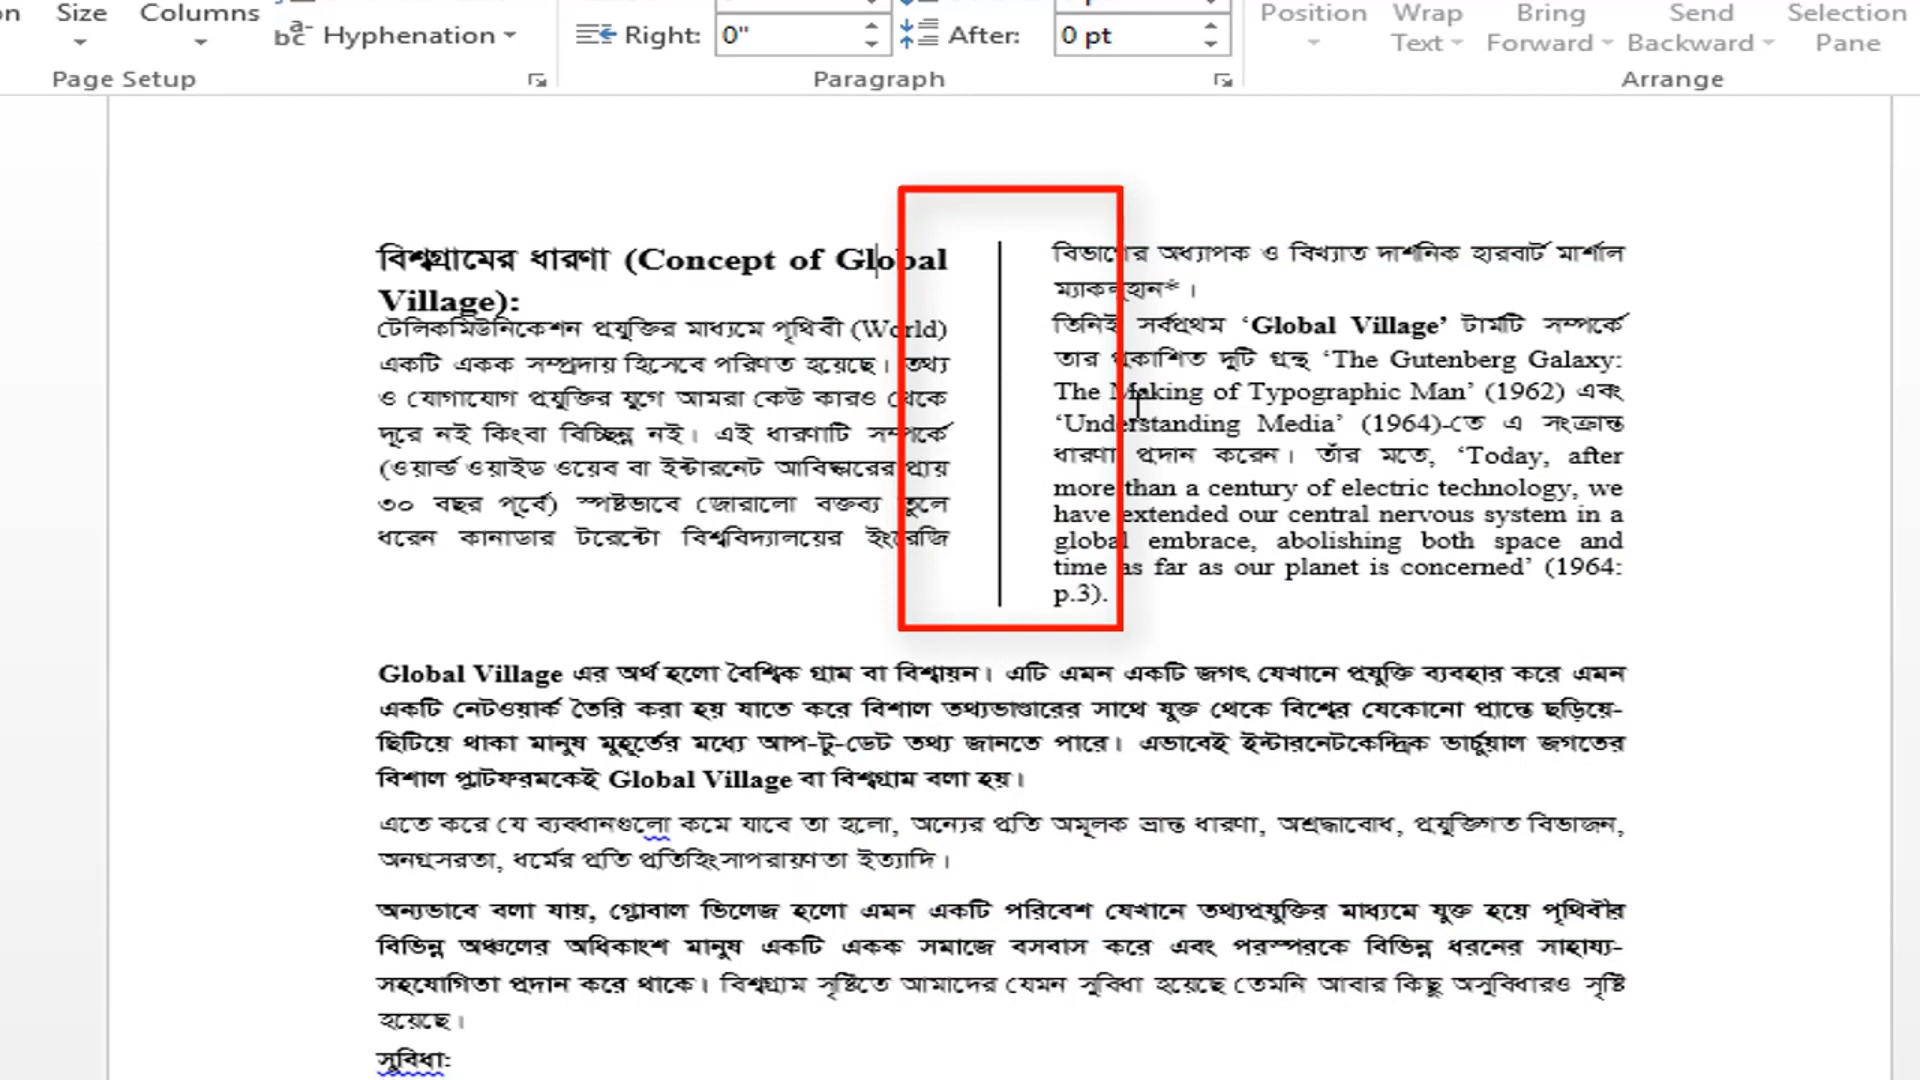 Size
Columns
Hyphenation
Right: 0"
After: 0 pt
Position
Wrap Text
Bring Forward
Send Backward
Selection Pane
Page Setup
Paragraph
Arrange
বিশ্বগ্রামের ধারণা (Concept of Global
Village):
টেলিকমিউনিকেশন প্রযুক্তির মাধ্যমে পৃথিবী (World)
একটি একক সম্প্রদায় হিসেবে পরিণত হয়েছে। তথ্য
ও যোগাযোগ প্রযুক্তির যুগে আমরা কেউ কারও থেকে
দূরে নই কিংবা বিচ্ছিন্ন নই। এই ধারণাটি সম্পর্কে
(ওয়ার্ল্ড ওয়াইড ওয়েব বা ইন্টারনেট আবিষ্কারের প্রায়
৩০ বছর পূর্বে) স্পষ্টভাবে জোরালো বক্তব্য তুলে
ধরেন কানাডার টরেন্টো বিশ্ববিদ্যালয়ের ইংরেজি
বিভাগের অধ্যাপক ও বিখ্যাত দার্শনিক হারবার্ট মার্শাল
ম্যাকলুহান*।
তিনিই সর্বপ্রথম ‘Global Village’ টার্মটি সম্পর্কে
তার প্রকাশিত দুটি গ্রন্থ ‘The Gutenberg Galaxy:
The Making of Typographic Man’ (1962) এবং
‘Understanding Media’ (1964)-তে এ সংক্রান্ত
ধারণা প্রদান করেন। তাঁর মতে, ‘Today, after
more than a century of electric technology, we
have extended our central nervous system in a
global embrace, abolishing both space and
time as far as our planet is concerned’ (1964:
p.3).
Global Village এর অর্থ হলো বৈশ্বিক গ্রাম বা বিশ্বায়ন। এটি এমন একটি জগৎ যেখানে প্রযুক্তি ব্যবহার করে এমন
একটি নেটওয়ার্ক তৈরি করা হয় যাতে করে বিশাল তথ্যভাণ্ডারের সাথে যুক্ত থেকে বিশ্বের যেকোনো প্রান্তে ছড়িয়ে-
ছিটিয়ে থাকা মানুষ মুহূর্তের মধ্যে আপ-টু-ডেট তথ্য জানতে পারে। এভাবেই ইন্টারনেটকেন্দ্রিক ভার্চুয়াল জগতের
বিশাল প্লাটফরমকেই Global Village বা বিশ্বগ্রাম বলা হয়।
এতে করে যে ব্যবধানগুলো কমে যাবে তা হলো, অন্যের প্রতি অমূলক ভ্রান্ত ধারণা, অশ্রদ্ধাবোধ, প্রযুক্তিগত বিভাজন,
অনগ্রসরতা, ধর্মের প্রতি প্রতিহিংসাপরায়ণতা ইত্যাদি।
অন্যভাবে বলা যায়, গ্লোবাল ভিলেজ হলো এমন একটি পরিবেশ যেখানে তথ্যপ্রযুক্তির মাধ্যমে যুক্ত হয়ে পৃথিবীর
বিভিন্ন অঞ্চলের অধিকাংশ মানুষ একটি একক সমাজে বসবাস করে এবং পরস্পরকে বিভিন্ন ধরনের সাহায্য-
সহযোগিতা প্রদান করে থাকে। বিশ্বগ্রাম সৃষ্টিতে আমাদের যেমন সুবিধা হয়েছে তেমনি আবার কিছু অসুবিধারও সৃষ্টি
হয়েছে।
সুবিধা: